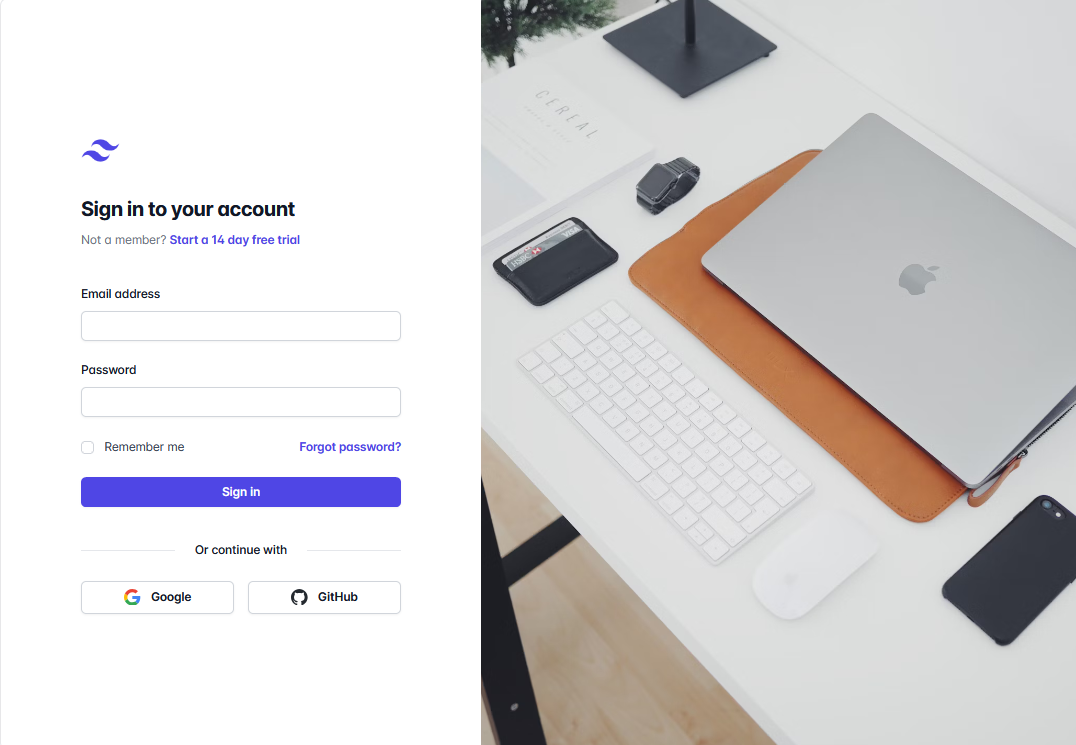 Sign in to your account
Not a member? Start a 14 day free trial
Email address
Password
Remember me
Forgot password?
Sign in
Or continue with
Google
GitHub
CEREAL